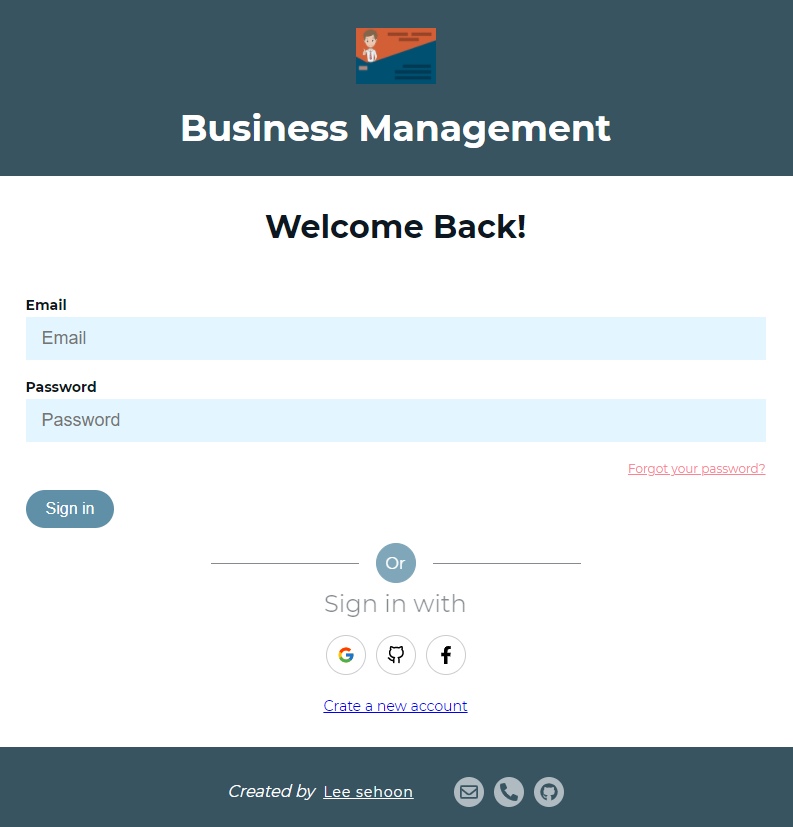 Business Management
Welcome Back!
Email
Email
Password
Password
Forgot your password?
Sign in
Or
Sign in with
Crate a new account
Created by Lee sehoon